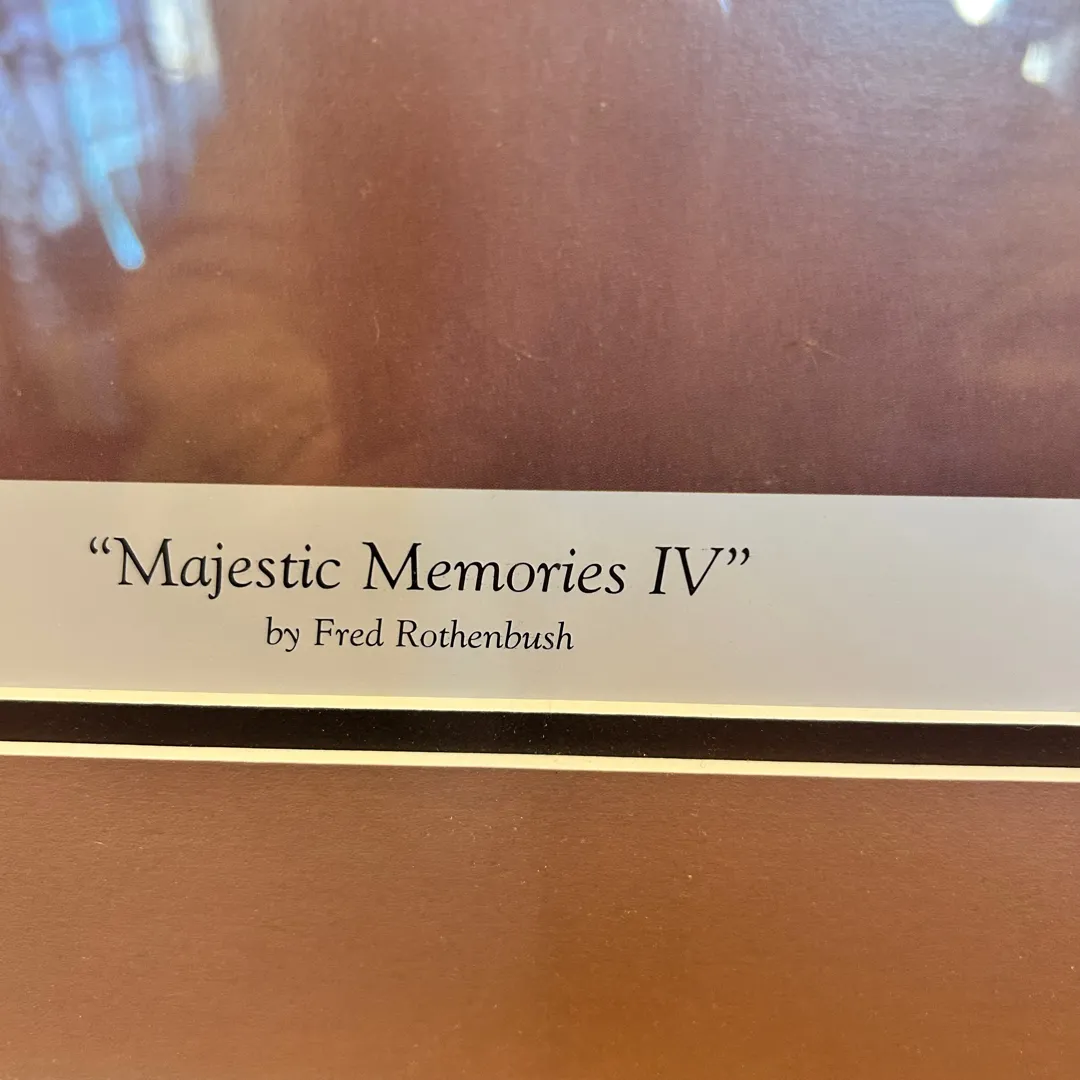 “Majestic Memories IV”
by Fred Rothenbush